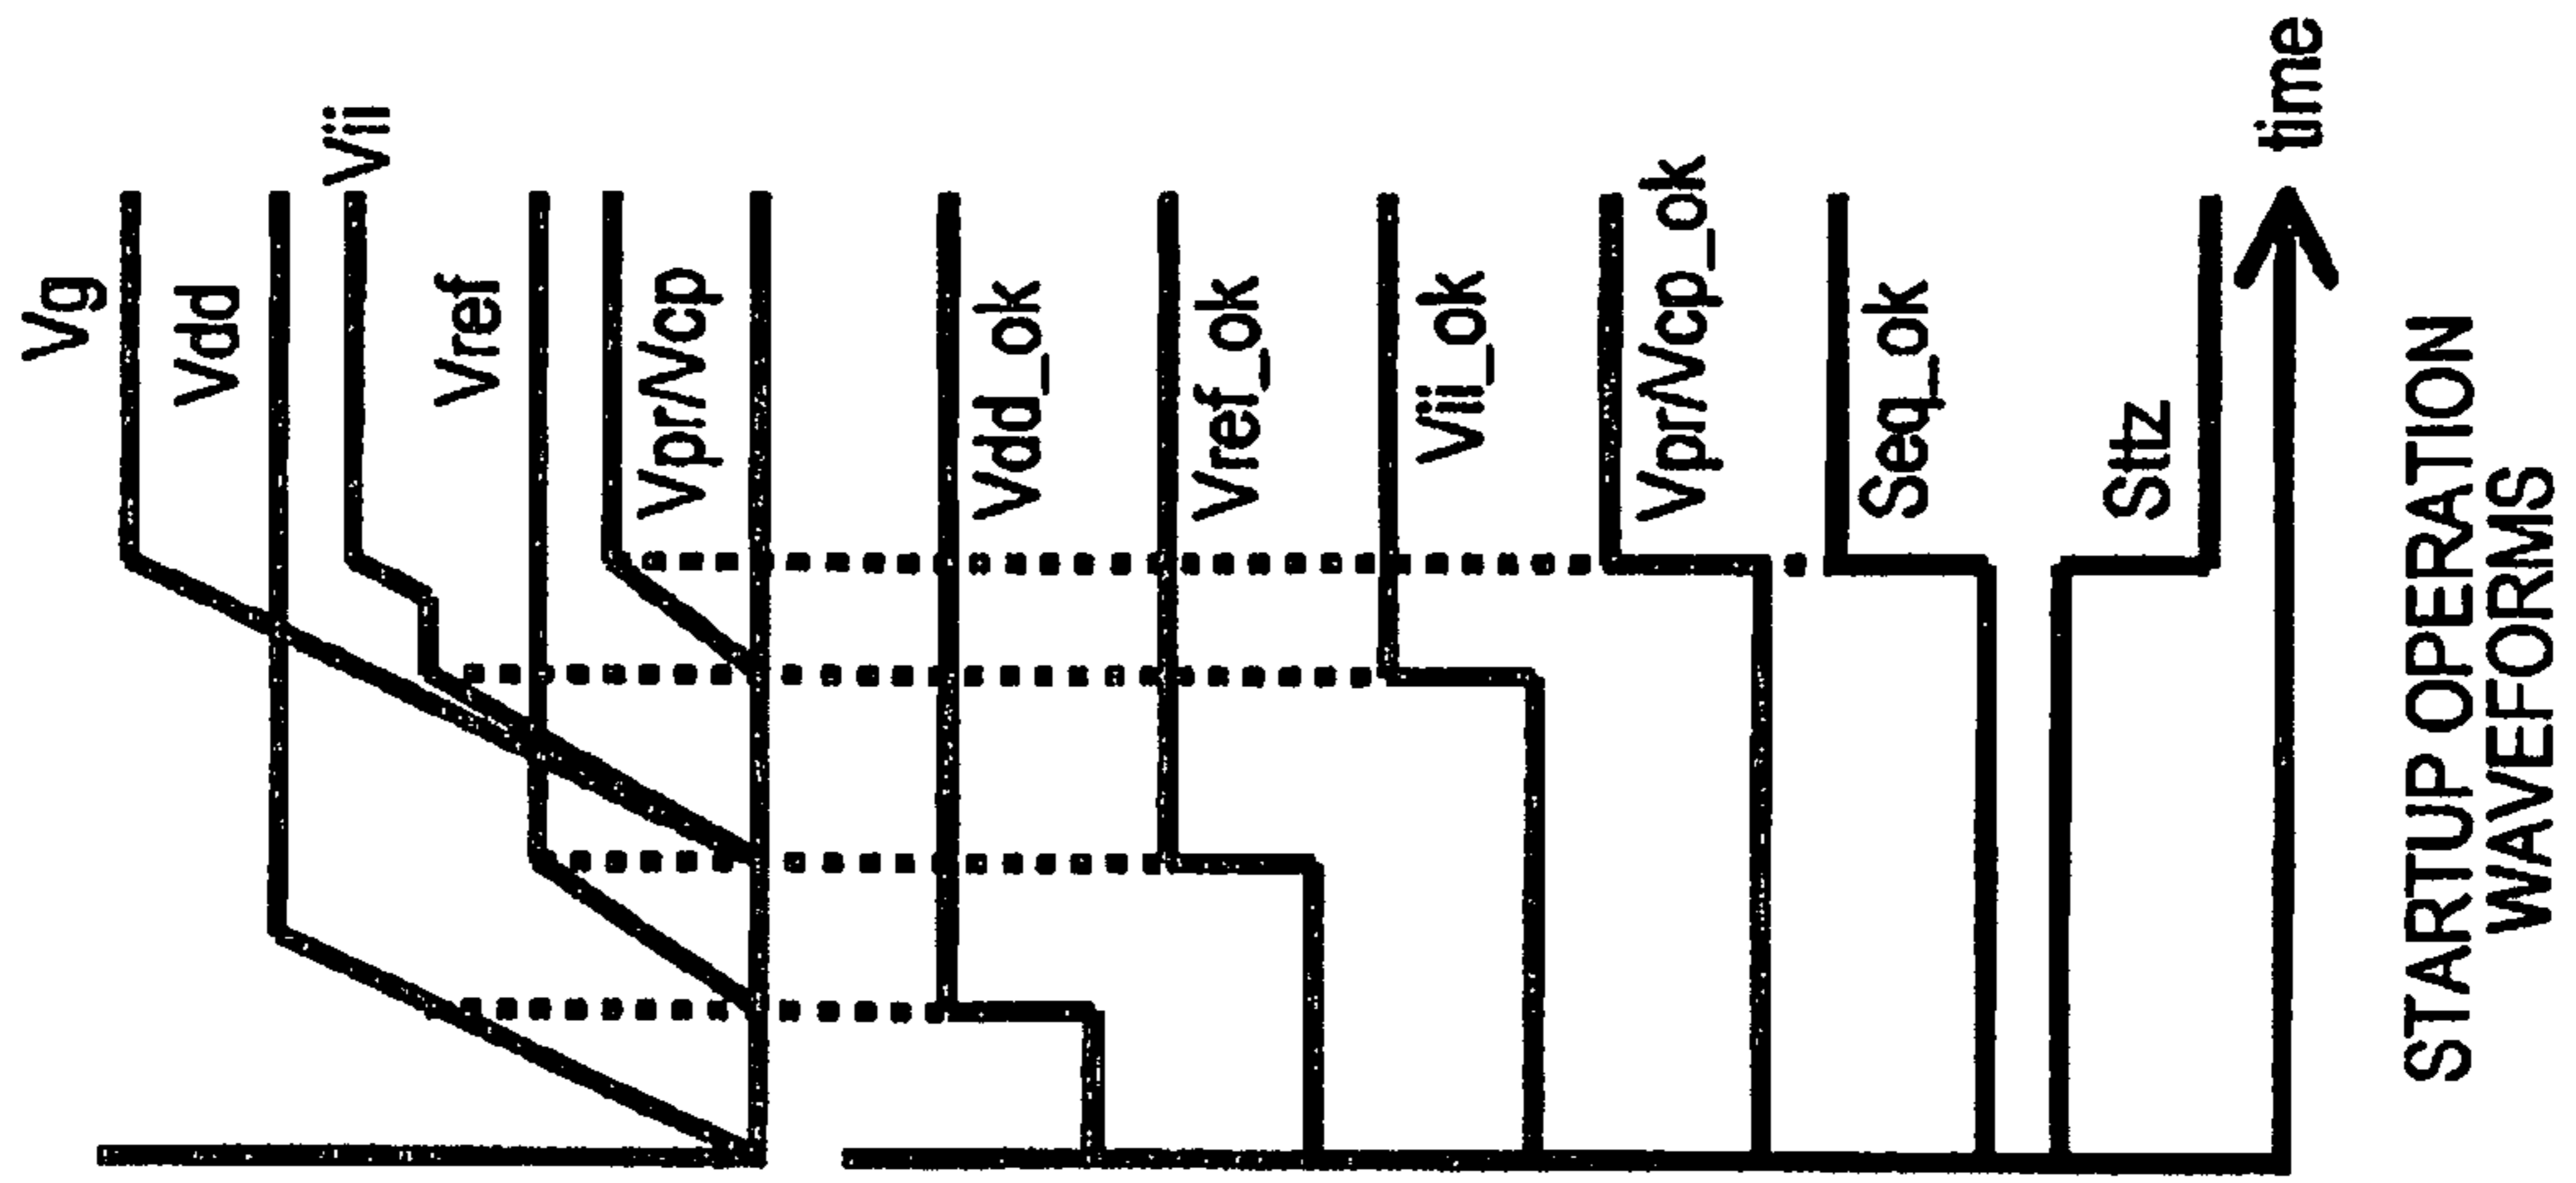 Vg
Vdd
Vii
Vref
Vpr/Vcp
Vdd_ok
Vref_ok
Vii_ok
Vpr/Vcp_ok
Seq_ok
Sttz
time
STARTUP OPERATION
WAVEFORMS